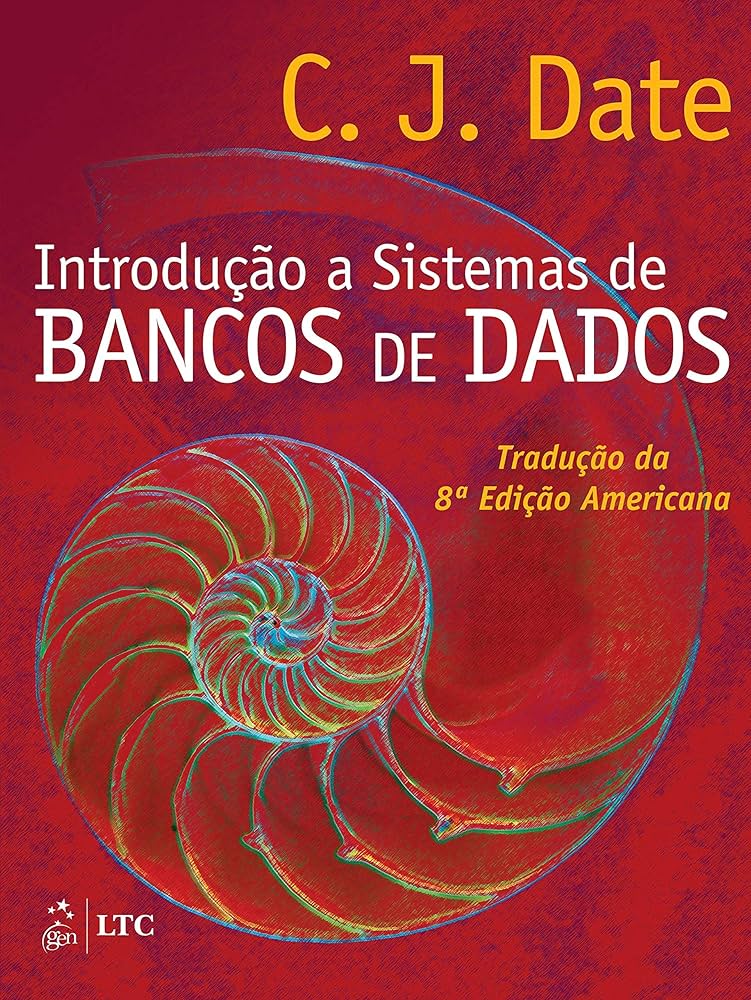 C. J. Date
Introdução a Sistemas de
BANCOS DE DADOS
Tradução da
8ª Edição Americana
gen
LTC